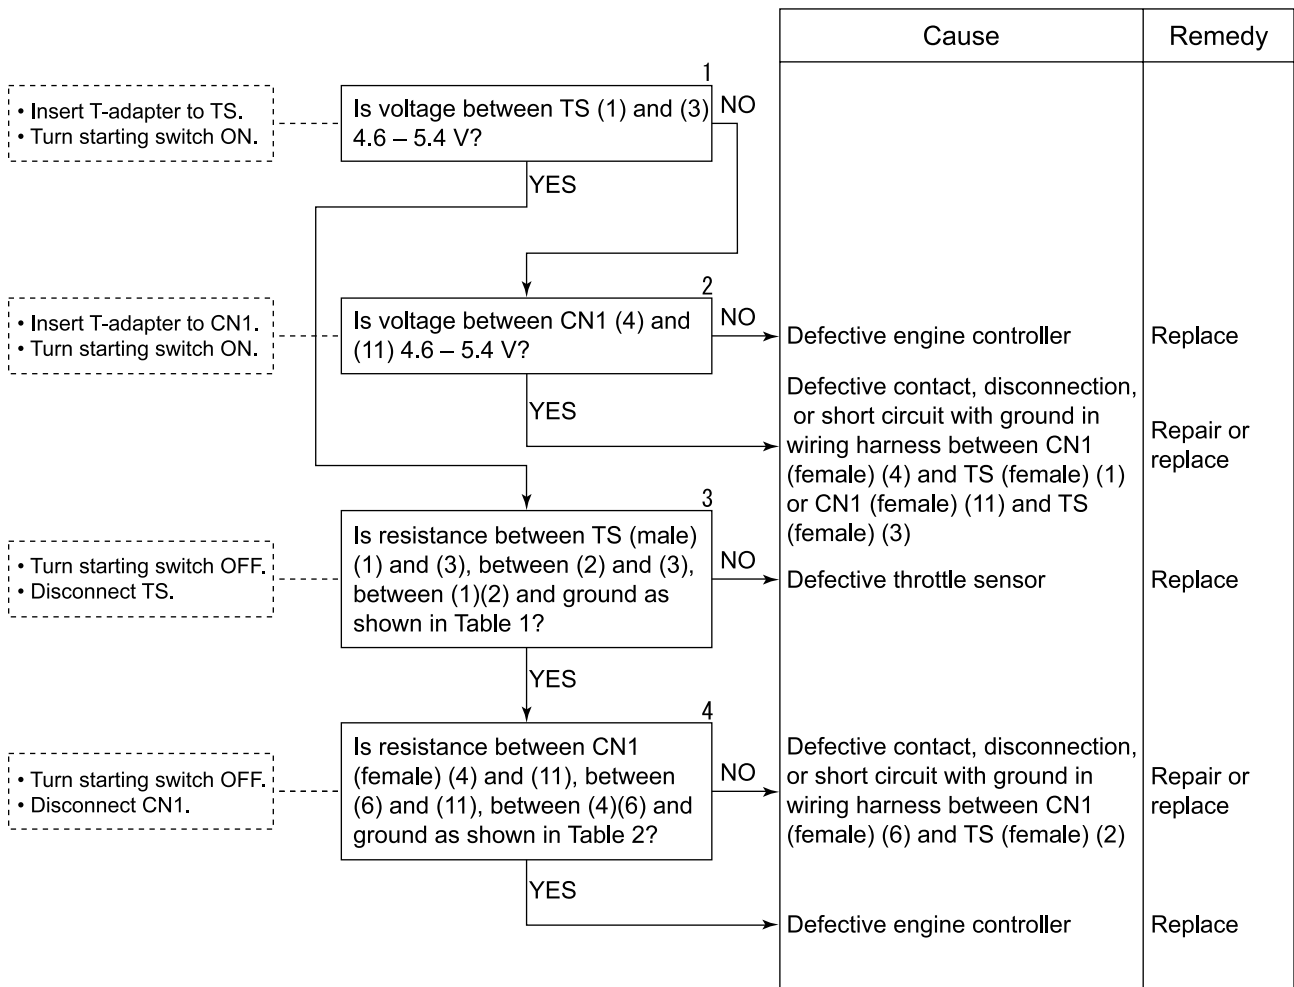 Cause
Remedy
1
• Insert T-adapter to TS.
• Turn starting switch ON.
Is voltage between TS (1) and (3)
4.6 – 5.4 V?
NO
YES
2
• Insert T-adapter to CN1.
• Turn starting switch ON.
Is voltage between CN1 (4) and
(11) 4.6 – 5.4 V?
NO
Defective engine controller
Replace
YES
Defective contact, disconnection,
or short circuit with ground in
wiring harness between CN1
(female) (4) and TS (female) (1)
or CN1 (female) (11) and TS
(female) (3)
Repair or
replace
3
• Turn starting switch OFF.
• Disconnect TS.
Is resistance between TS (male)
(1) and (3), between (2) and (3),
between (1)(2) and ground as
shown in Table 1?
NO
Defective throttle sensor
Replace
YES
4
• Turn starting switch OFF.
• Disconnect CN1.
Is resistance between CN1
(female) (4) and (11), between
(6) and (11), between (4)(6) and
ground as shown in Table 2?
NO
Defective contact, disconnection,
or short circuit with ground in
wiring harness between CN1
(female) (6) and TS (female) (2)
Repair or
replace
YES
Defective engine controller
Replace